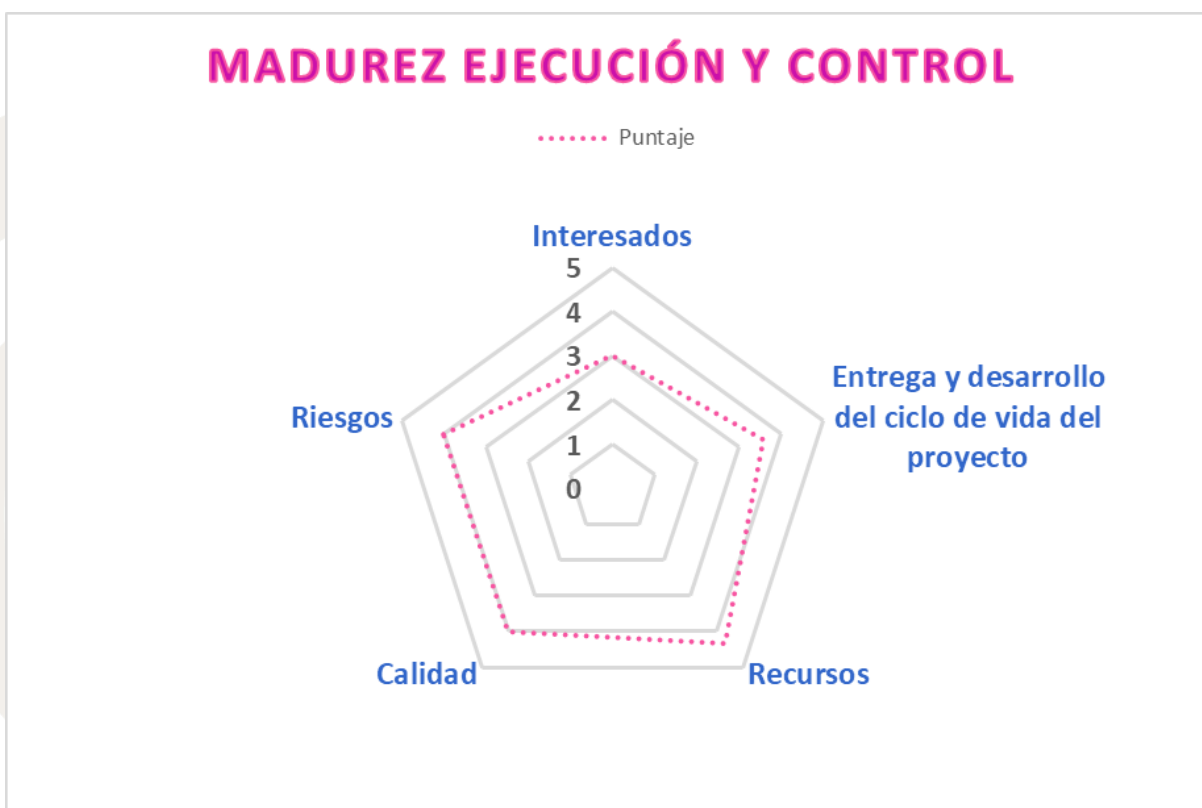 MADUREZ EJECUCIÓN Y CONTROL
Puntaje
Interesados
5
4
3
2
1
0
Entrega y desarrollo
del ciclo de vida del
proyecto
Riesgos
Calidad
Recursos